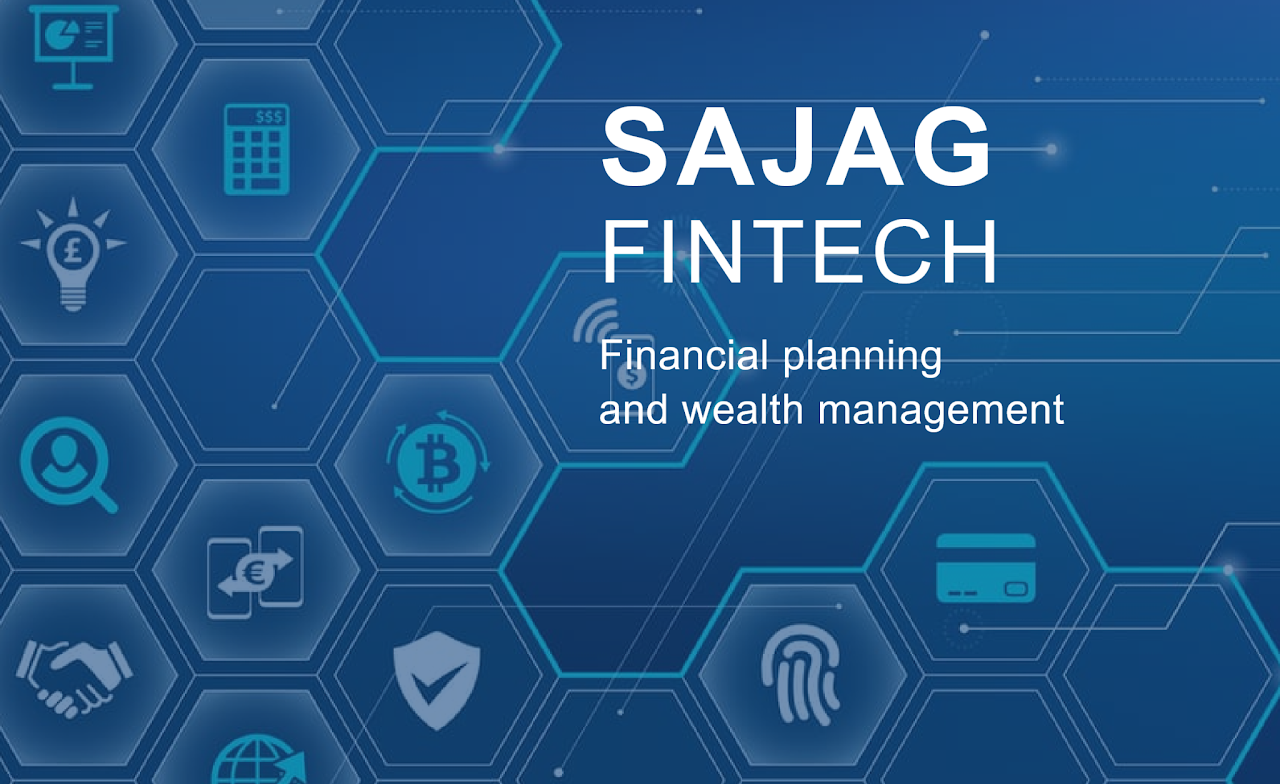 SAJAG
FINTECH
Financial planning
and wealth management
$$$
£
$
₿
€